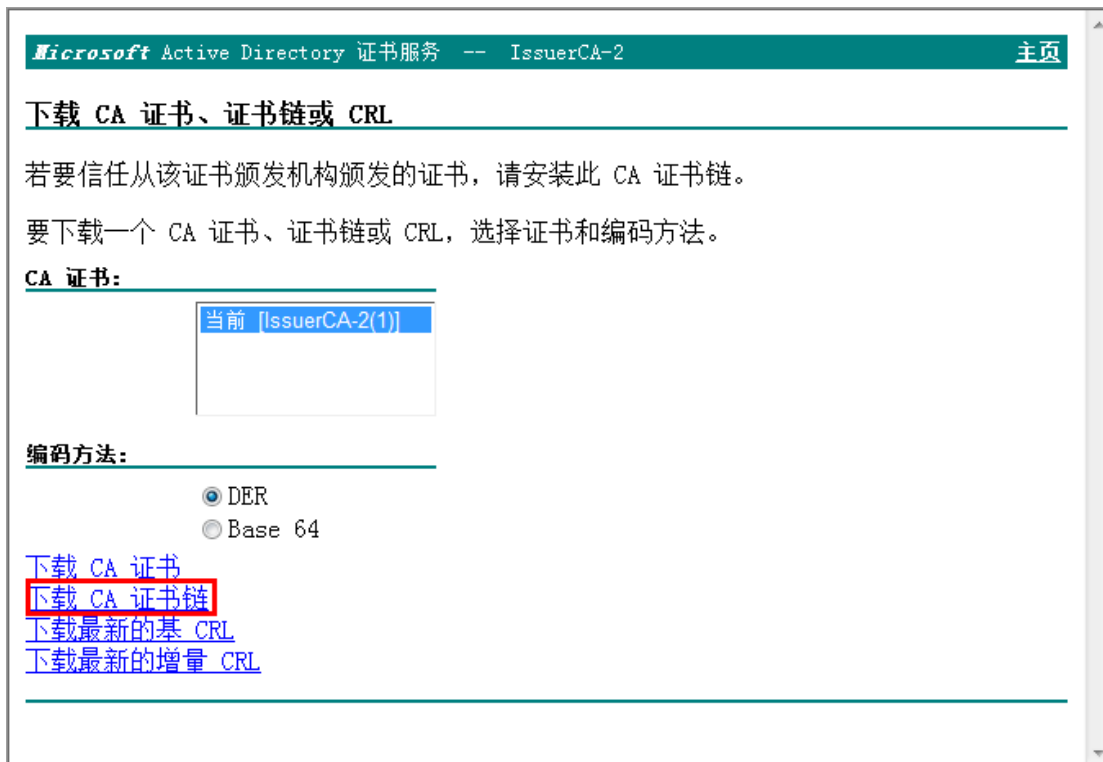 Microsoft Active Directory 证书服务 -- IssuerCA-2 主页
下载 CA 证书、证书链或 CRL
若要信任从该证书颁发机构颁发的证书，请安装此 CA 证书链。
要下载一个 CA 证书、证书链或 CRL，选择证书和编码方法。
CA 证书:
当前 [IssuerCA-2(1)]
编码方法:
DER
Base 64
下载 CA 证书
下载 CA 证书链
下载最新的基 CRL
下载最新的增量 CRL